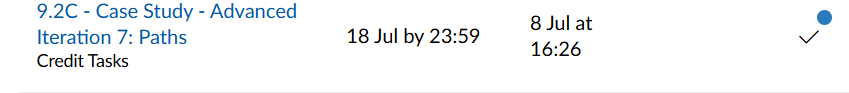 9.2C - Case Study - Advanced
Iteration 7: Paths
Credit Tasks
18 Jul by 23:59
8 Jul at
16:26